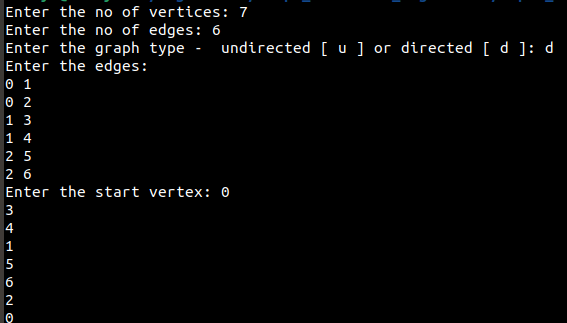 Enter the no of vertices: 7
Enter the no of edges: 6
Enter the graph type -  undirected [ u ] or directed [ d ]: d
Enter the edges:
0 1
0 2
1 3
1 4
2 5
2 6
Enter the start vertex: 0
3
4
1
5
6
2
0